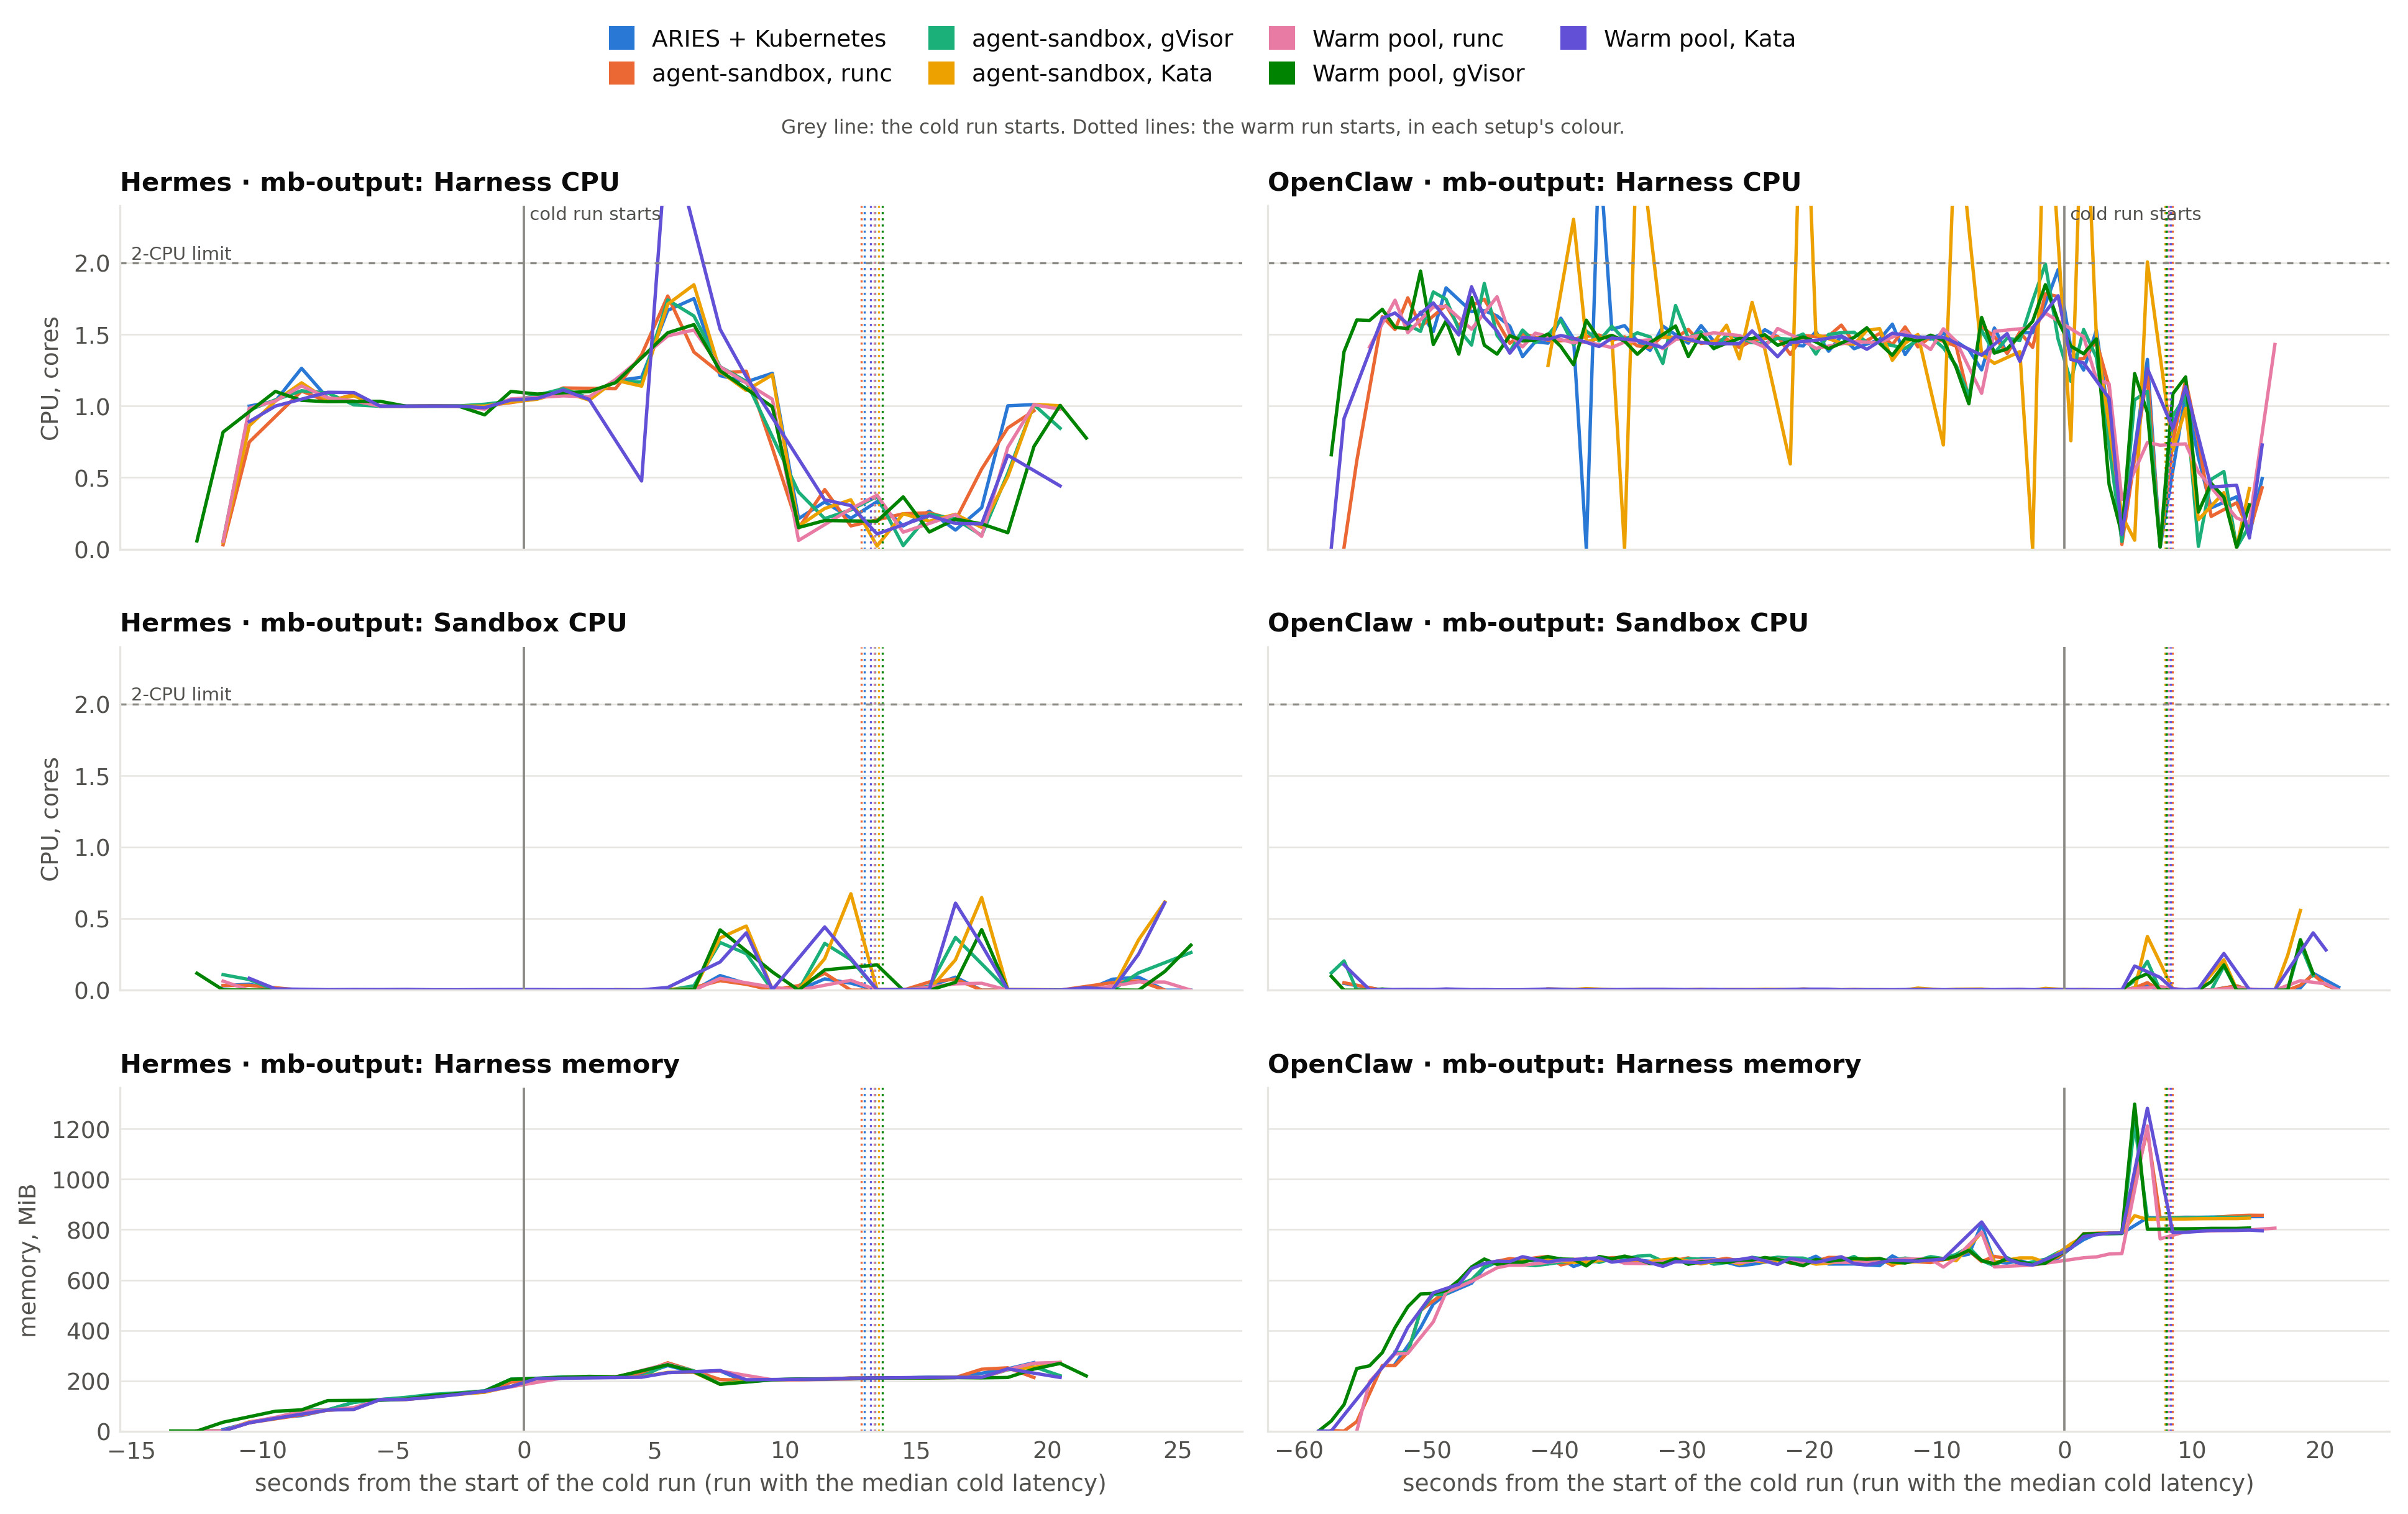 ARIES + Kubernetes
agent-sandbox, gVisor
Warm pool, runc
Warm pool, Kata
agent-sandbox, runc
agent-sandbox, Kata
Warm pool, gVisor
Grey line: the cold run starts. Dotted lines: the warm run starts, in each setup's colour.
Hermes · mb-output: Harness CPU
OpenClaw · mb-output: Harness CPU
cold run starts
cold run starts
2-CPU limit
2.0
1.5
1.0
0.5
0.0
CPU, cores
Hermes · mb-output: Sandbox CPU
OpenClaw · mb-output: Sandbox CPU
2-CPU limit
2.0
1.5
1.0
0.5
0.0
CPU, cores
Hermes · mb-output: Harness memory
OpenClaw · mb-output: Harness memory
1200
1000
800
600
400
200
0
memory, MiB
−15 −10 −5 0 5 10 15 20 25
−60 −50 −40 −30 −20 −10 0 10 20
seconds from the start of the cold run (run with the median cold latency)
seconds from the start of the cold run (run with the median cold latency)